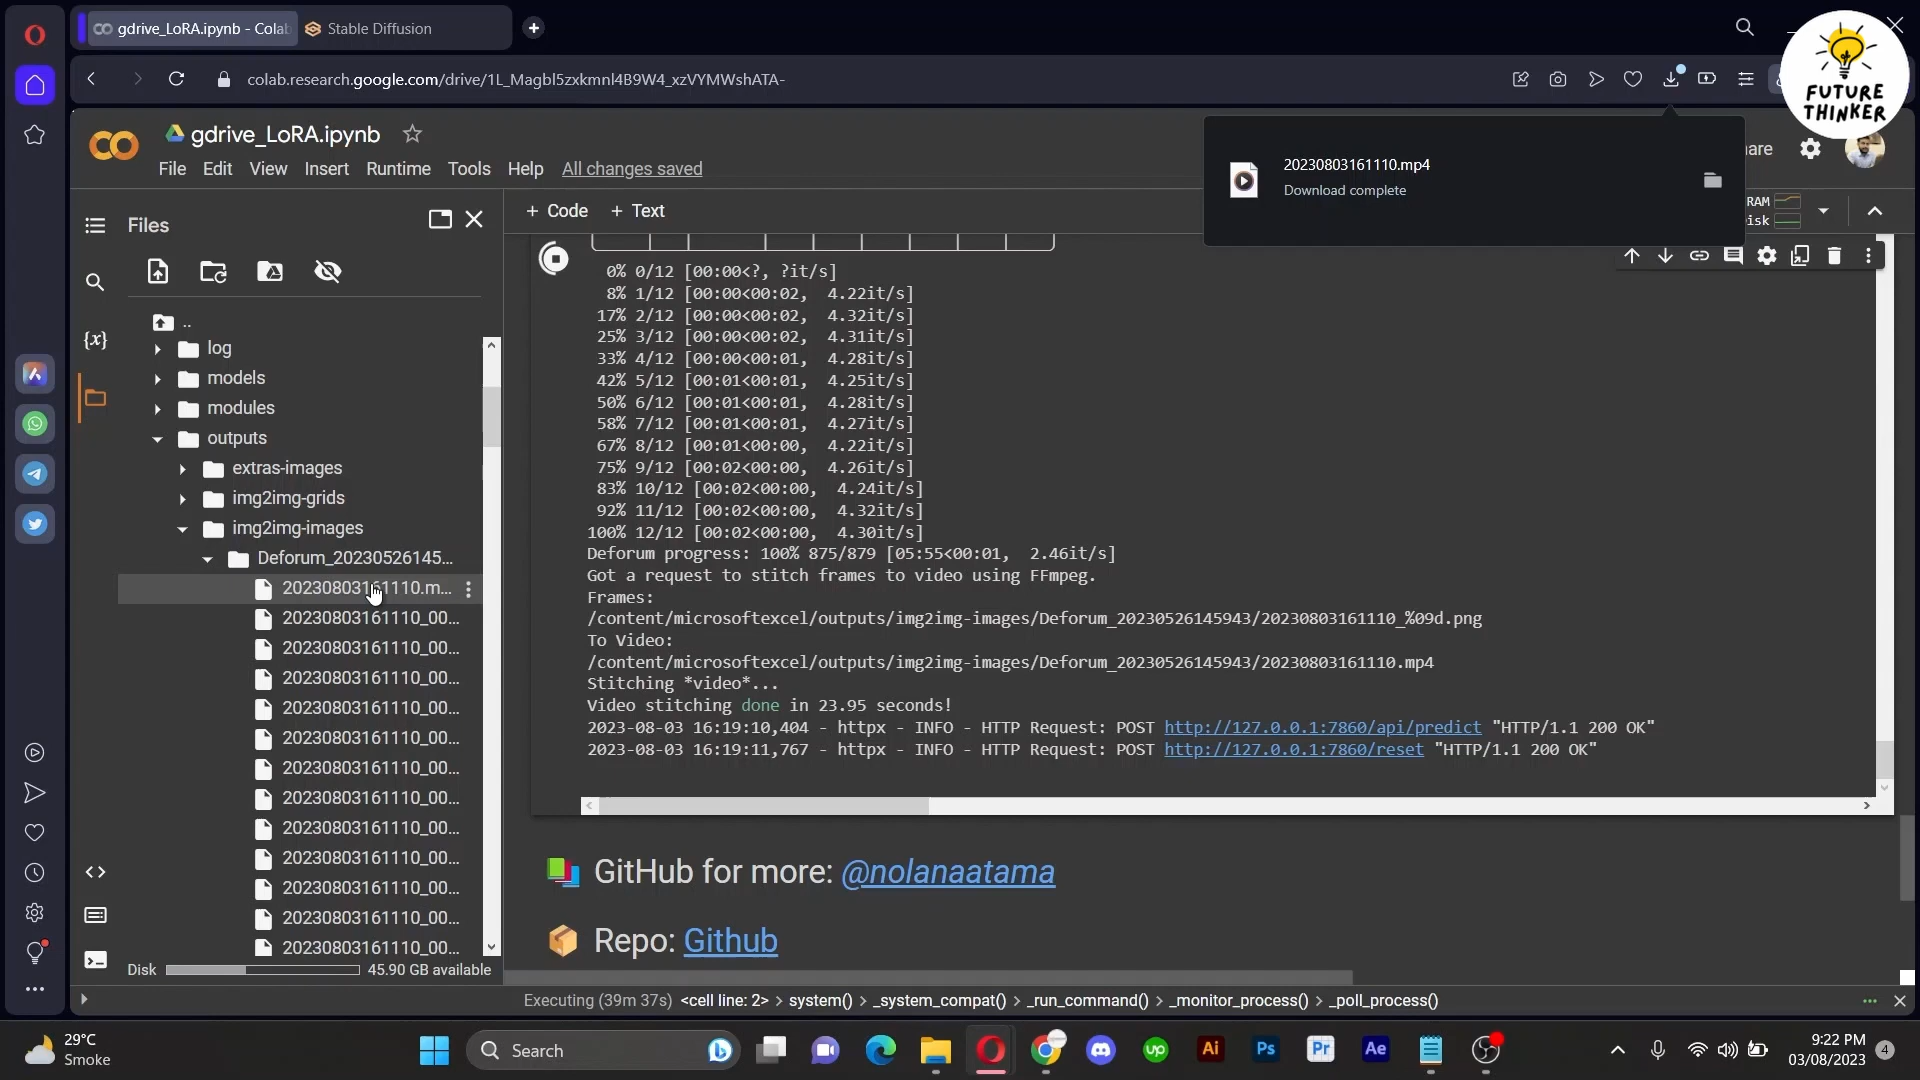 gdrive_LoRA.ipynb - Colab
Stable Diffusion
colab.research.google.com/drive/1L_Magbl5zxkmnl4B9W4_xzVYMWshATA-
FUTURE
THINKER
gdrive_LoRA.ipynb
File Edit View Insert Runtime Tools Help All changes saved
20230803161110.mp4
Download complete
are
RAM
isk
Files
+ Code + Text
{x}
..
log
models
modules
outputs
extras-images
img2img-grids
img2img-images
Deforum_20230526145...
20230803161110.m...
20230803161110_00...
20230803161110_00...
20230803161110_00...
20230803161110_00...
20230803161110_00...
20230803161110_00...
20230803161110_00...
20230803161110_00...
20230803161110_00...
20230803161110_00...
20230803161110_00...
20230803161110_00...
Disk 45.90 GB available
0% 0/12 [00:00<?, ?it/s]
8% 1/12 [00:00<00:02, 4.22it/s]
17% 2/12 [00:00<00:02, 4.32it/s]
25% 3/12 [00:00<00:02, 4.31it/s]
33% 4/12 [00:00<00:01, 4.28it/s]
42% 5/12 [00:01<00:01, 4.25it/s]
50% 6/12 [00:01<00:01, 4.28it/s]
58% 7/12 [00:01<00:01, 4.27it/s]
67% 8/12 [00:01<00:00, 4.22it/s]
75% 9/12 [00:02<00:00, 4.26it/s]
83% 10/12 [00:02<00:00, 4.24it/s]
92% 11/12 [00:02<00:00, 4.32it/s]
100% 12/12 [00:02<00:00, 4.30it/s]
Deforum progress: 100% 875/879 [05:55<00:01, 2.46it/s]
Got a request to stitch frames to video using FFmpeg.
Frames:
/content/microsoftexcel/outputs/img2img-images/Deforum_20230526145943/20230803161110_%09d.png
To Video:
/content/microsoftexcel/outputs/img2img-images/Deforum_20230526145943/20230803161110.mp4
Stitching *video*...
Video stitching done in 23.95 seconds!
2023-08-03 16:19:10,404 - httpx - INFO - HTTP Request: POST http://127.0.0.1:7860/api/predict "HTTP/1.1 200 OK"
2023-08-03 16:19:11,767 - httpx - INFO - HTTP Request: POST http://127.0.0.1:7860/reset "HTTP/1.1 200 OK"
GitHub for more: @nolanaatama
Repo: Github
Executing (39m 37s) <cell line: 2> > system() > _system_compat() > _run_command() > _monitor_process() > _poll_process()
29°C
Smoke
Search
up
Ai
Ps
Pr
Ae
9:22 PM
03/08/2023
4